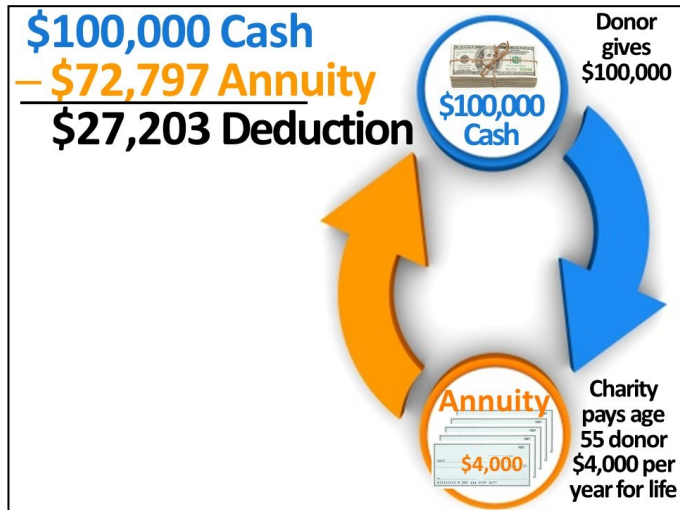 $100,000 Cash
– $72,797 Annuity
$27,203 Deduction
$100,000
Cash
Donor
gives
$100,000
Annuity
$4,000
Charity
pays age
55 donor
$4,000 per
year for life